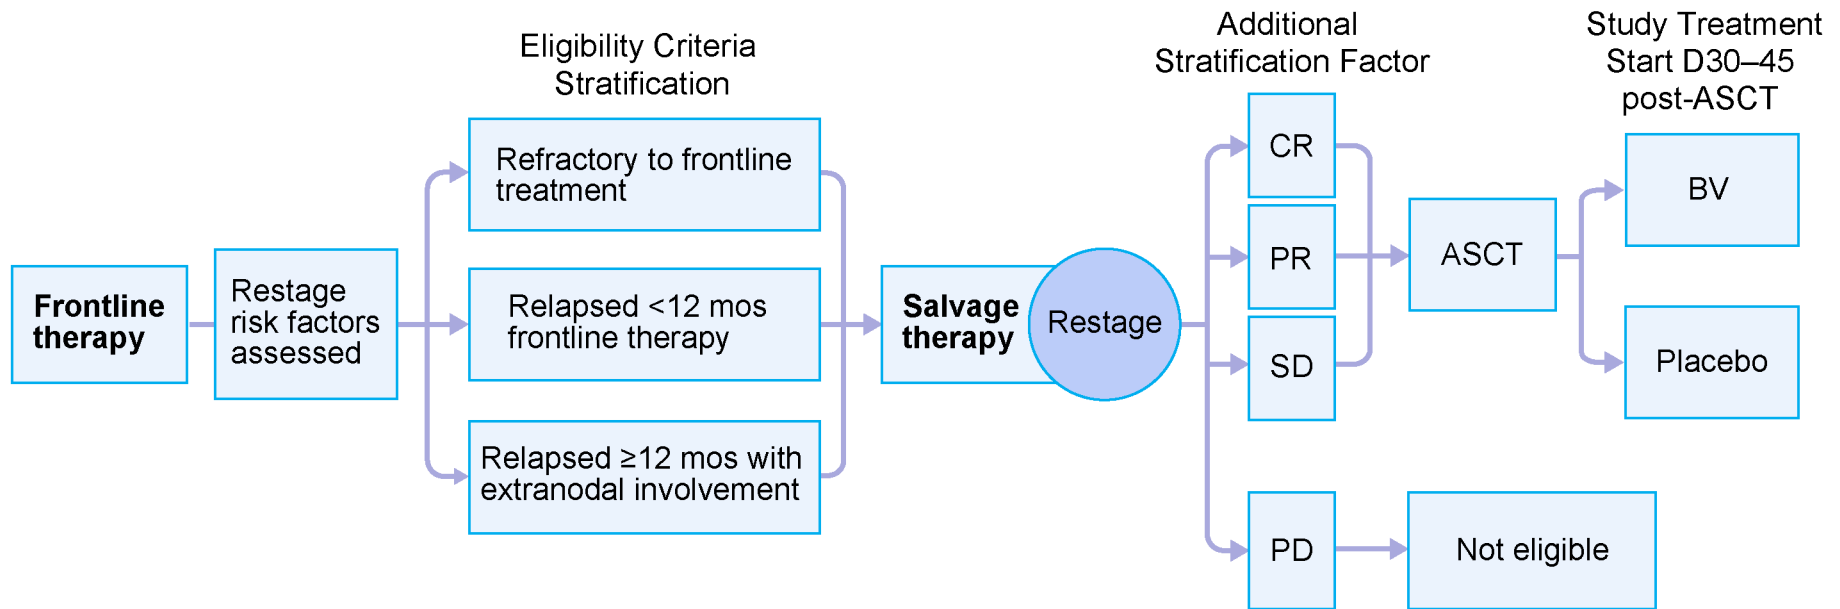 Eligibility Criteria
Stratification
Additional
Stratification Factor
Study Treatment
Start D30–45
post-ASCT
Frontline
therapy
Restage
risk factors
assessed
Refractory to frontline
treatment
Relapsed <12 mos
frontline therapy
Relapsed ≥12 mos with
extranodal involvement
Salvage
therapy
Restage
CR
PR
SD
PD
ASCT
Not eligible
BV
Placebo